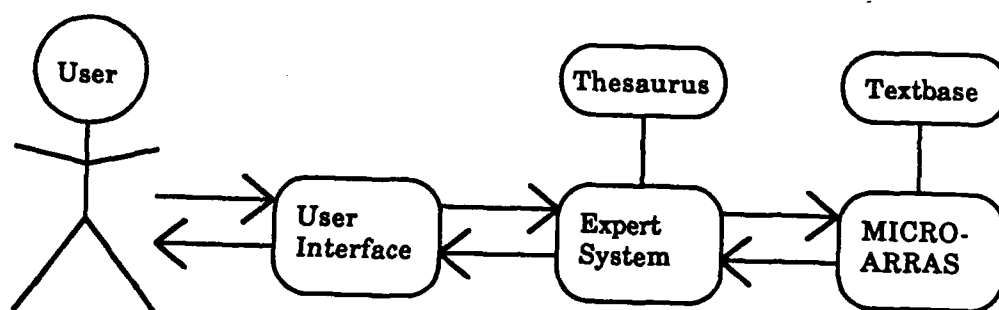 User
Thesaurus
Textbase
User
Interface
Expert
System
MICRO-
ARRAS